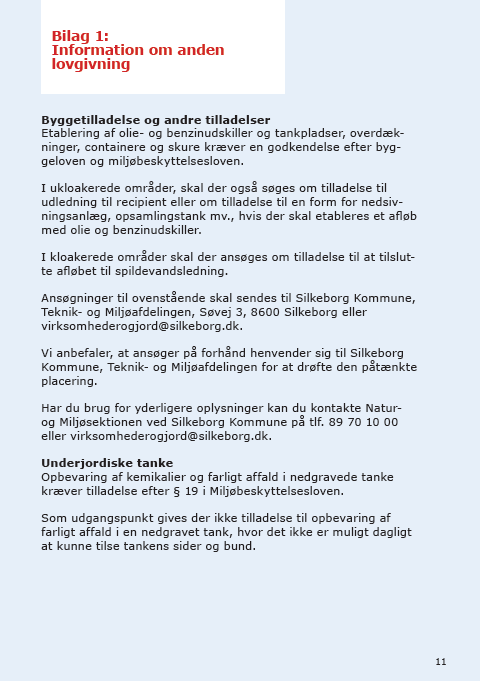 Bilag 1:
Information om anden
lovgivning
Byggetilladelse og andre tilladelser
Etablering af olie- og benzinudskiller og tankpladser, overdæk-
ninger, containere og skure kræver en godkendelse efter byg-
geloven og miljøbeskyttelsesloven.
I ukloakerede områder, skal der også søges om tilladelse til
udledning til recipient eller om tilladelse til en form for nedsiv-
ningsanlæg, opsamlingstank mv., hvis der skal etableres et afløb
med olie og benzinudskiller.
I kloakerede områder skal der ansøges om tilladelse til at tilslut-
te afløbet til spildevandsledning.
Ansøgninger til ovenstående skal sendes til Silkeborg Kommune,
Teknik- og Miljøafdelingen, Søvej 3, 8600 Silkeborg eller
virksomhederogjord@silkeborg.dk.
Vi anbefaler, at ansøger på forhånd henvender sig til Silkeborg
Kommune, Teknik- og Miljøafdelingen for at drøfte den påtænkte
placering.
Har du brug for yderligere oplysninger kan du kontakte Natur-
og Miljøsektionen ved Silkeborg Kommune på tlf. 89 70 10 00
eller virksomhederogjord@silkeborg.dk.
Underjordiske tanke
Opbevaring af kemikalier og farligt affald i nedgravede tanke
kræver tilladelse efter § 19 i Miljøbeskyttelsesloven.
Som udgangspunkt gives der ikke tilladelse til opbevaring af
farligt affald i en nedgravet tank, hvor det ikke er muligt dagligt
at kunne tilse tankens sider og bund.
11